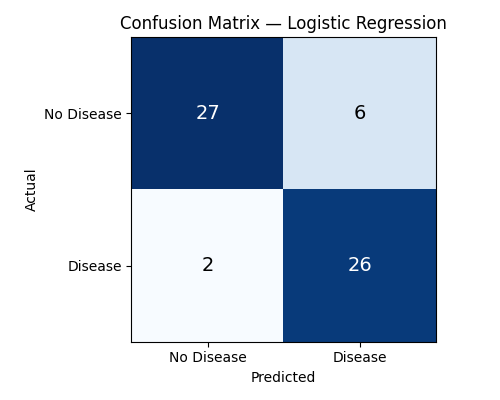 Confusion Matrix — Logistic Regression
Actual
No Disease 27 6
Disease 2 26
No Disease Disease
Predicted